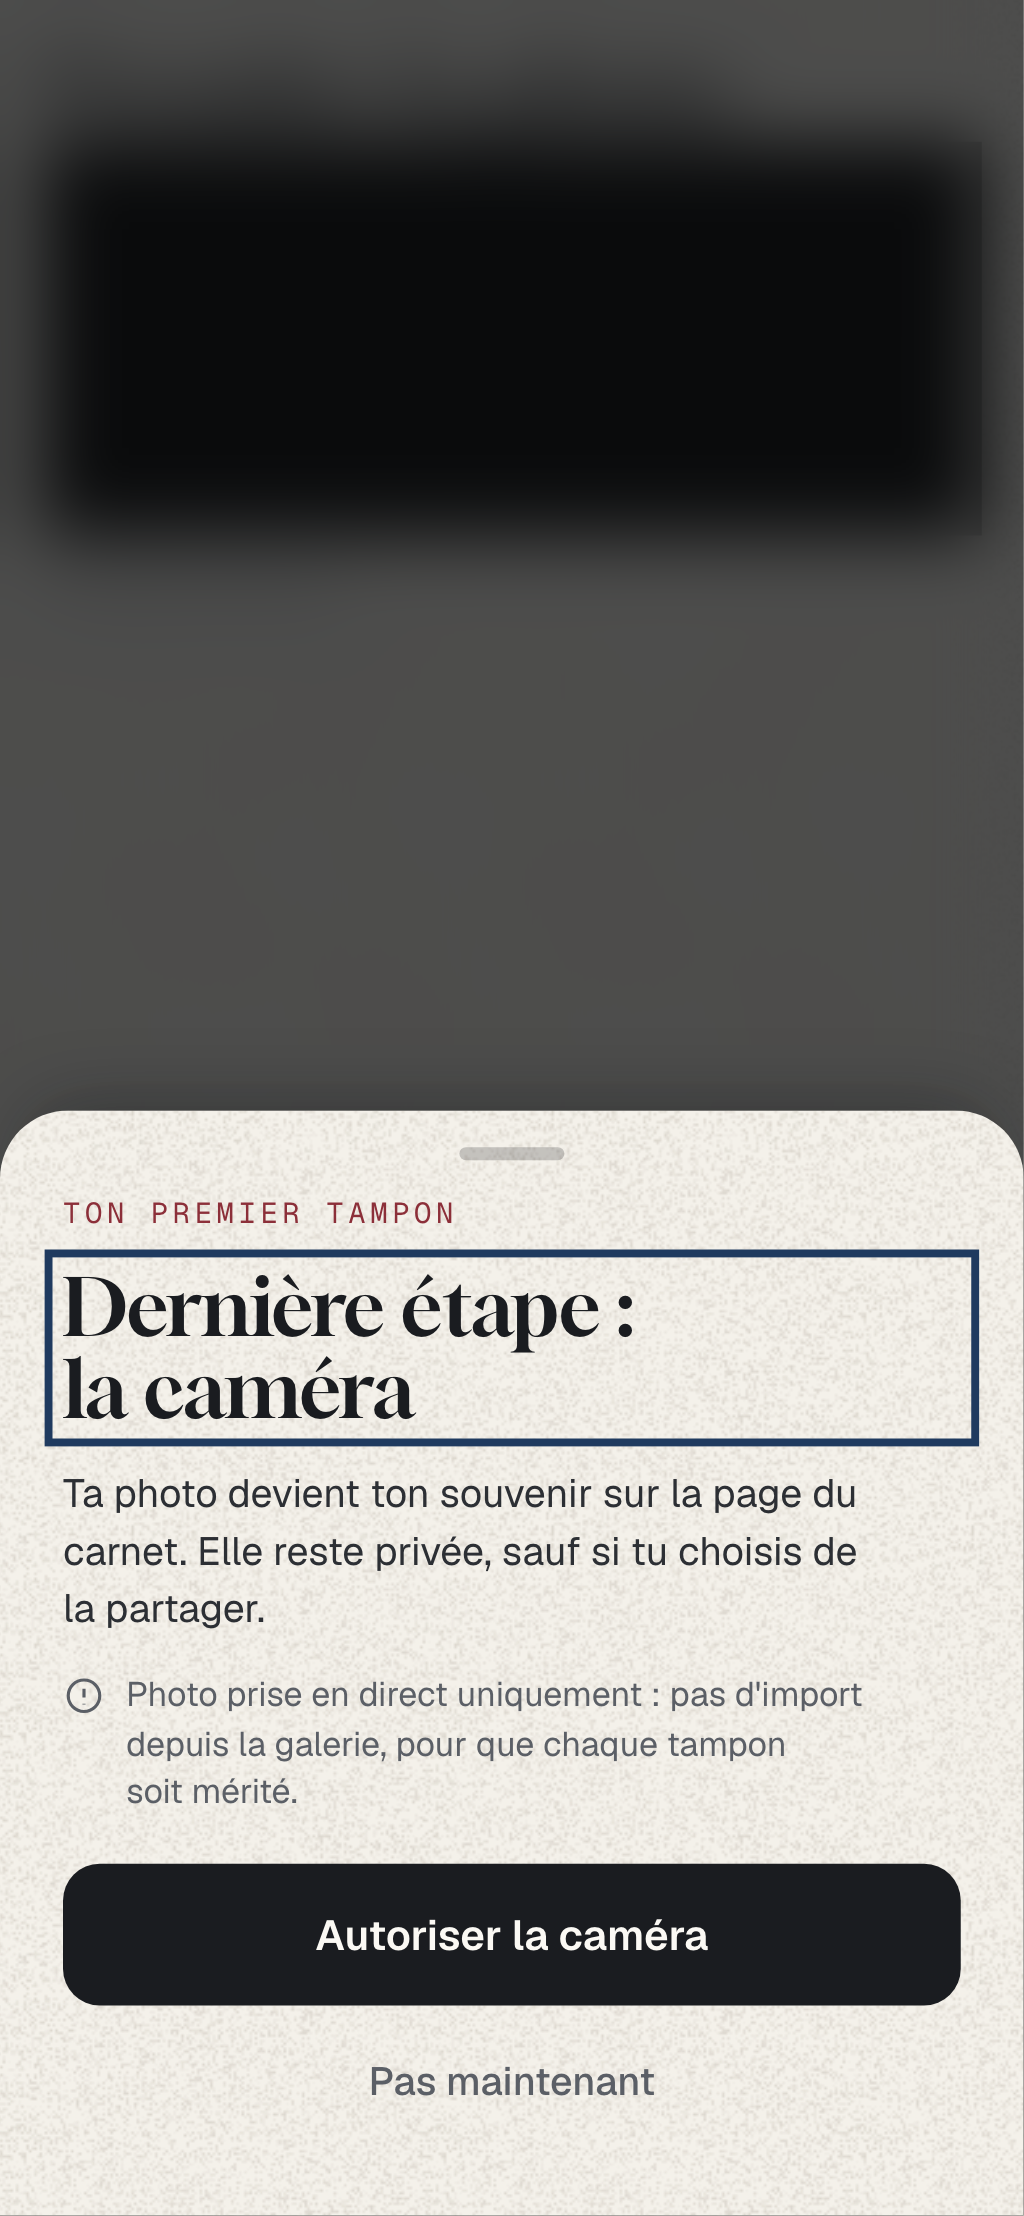 TON PREMIER TAMPON
Dernière étape :
la caméra
Ta photo devient ton souvenir sur la page du
carnet. Elle reste privée, sauf si tu choisis de
la partager.
Photo prise en direct uniquement : pas d'import
depuis la galerie, pour que chaque tampon
soit mérité.
Autoriser la caméra
Pas maintenant